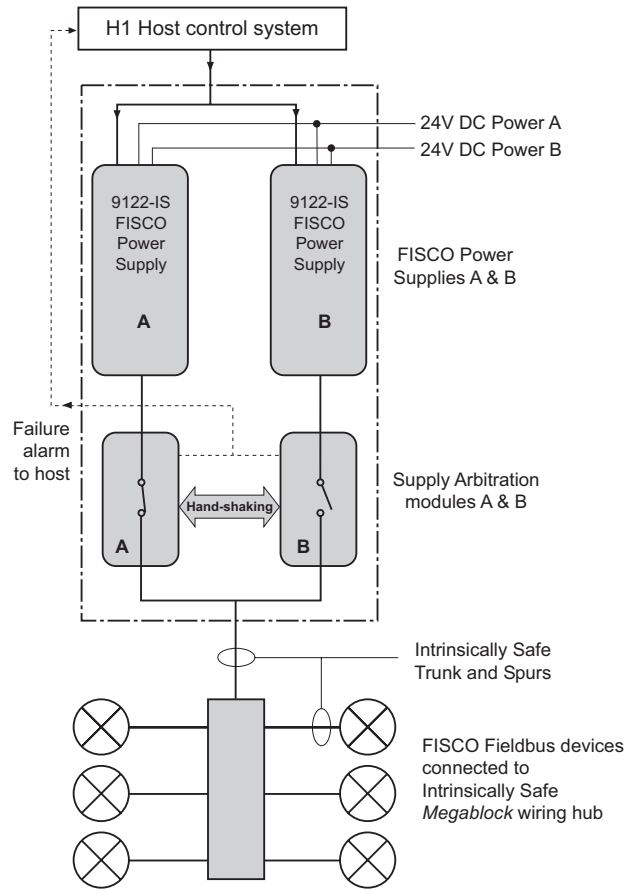 H1 Host control system
24V DC Power A
24V DC Power B
9122-IS
FISCO
Power
Supply
A
9122-IS
FISCO
Power
Supply
B
FISCO Power
Supplies A & B
Failure
alarm
to host
Hand-shaking
A
B
Supply Arbitration
modules A & B
Intrinsically Safe
Trunk and Spurs
FISCO Fieldbus devices
connected to
Intrinsically Safe
Megablock wiring hub